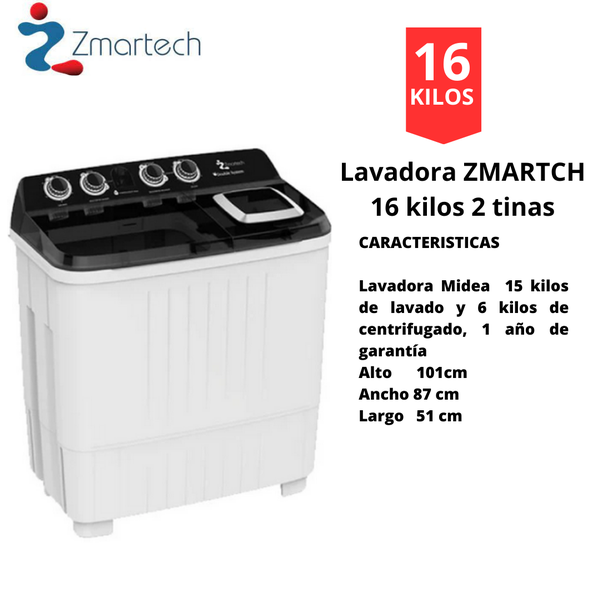 Zmartech
16
KILOS
Lavadora ZMARTCH
16 kilos 2 tinas
CARACTERISTICAS
Lavadora Midea 15 kilos
de lavado y 6 kilos de
centrifugado, 1 año de
garantía
Alto 101cm
Ancho 87 cm
Largo 51 cm
Zmartech